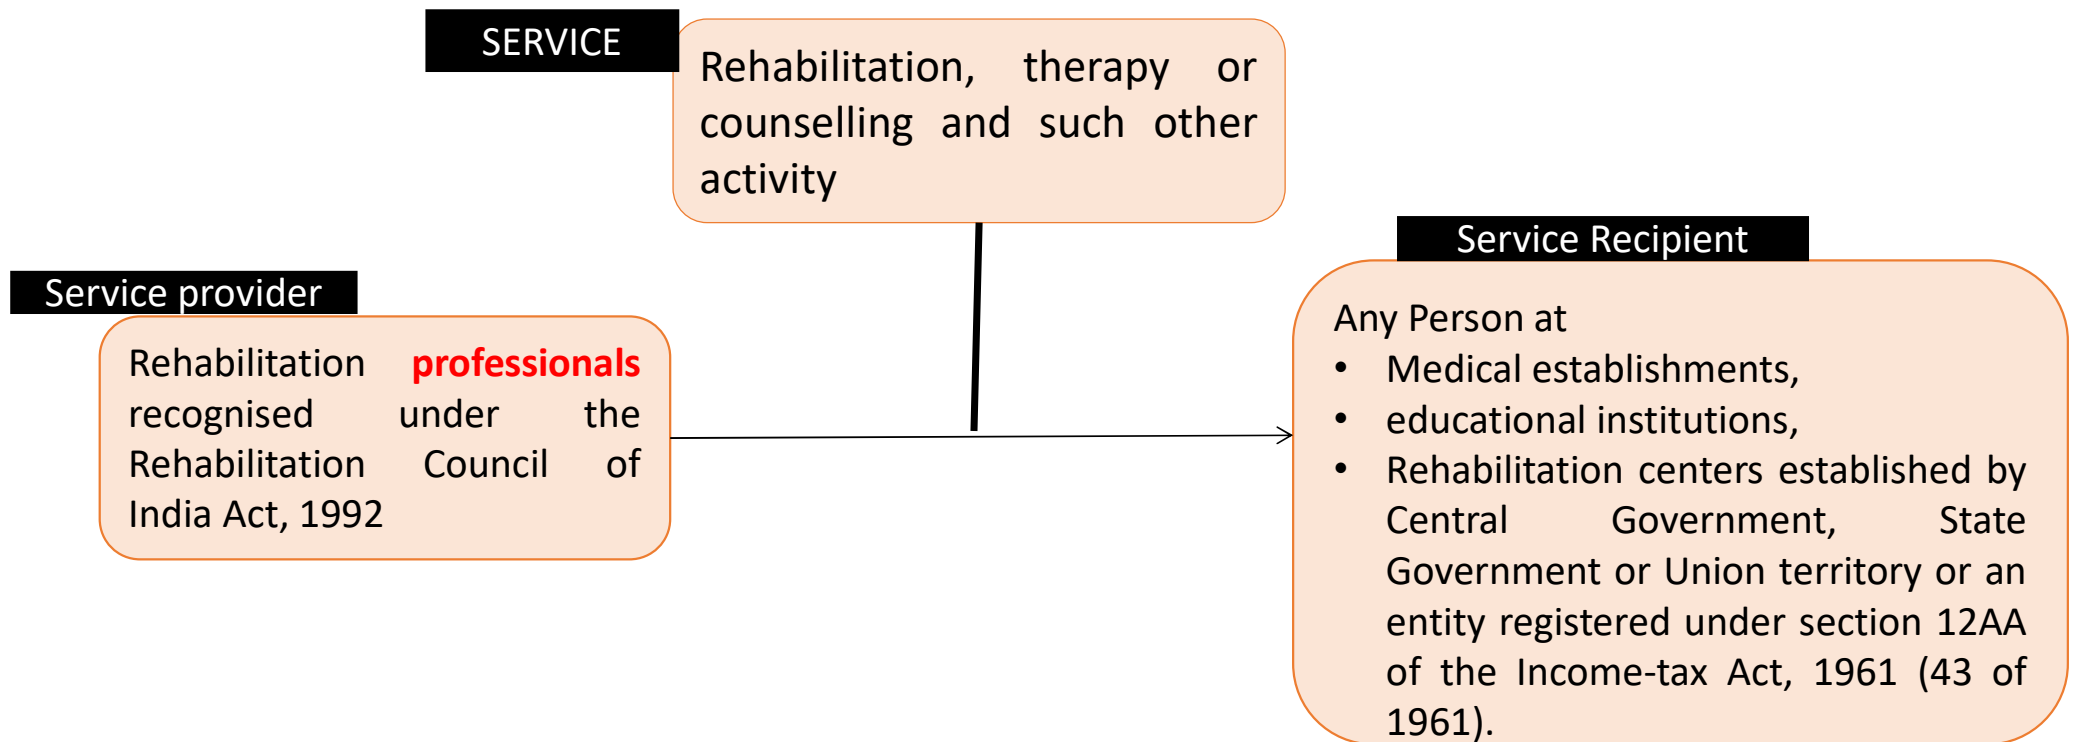 SERVICE
Rehabilitation, therapy or
counselling and such other
activity
Service provider
Rehabilitation professionals
recognised under the
Rehabilitation Council of
India Act, 1992
Service Recipient
Any Person at
• Medical establishments,
• educational institutions,
• Rehabilitation centers established by
Central Government, State
Government or Union territory or an
entity registered under section 12AA
of the Income-tax Act, 1961 (43 of
1961).